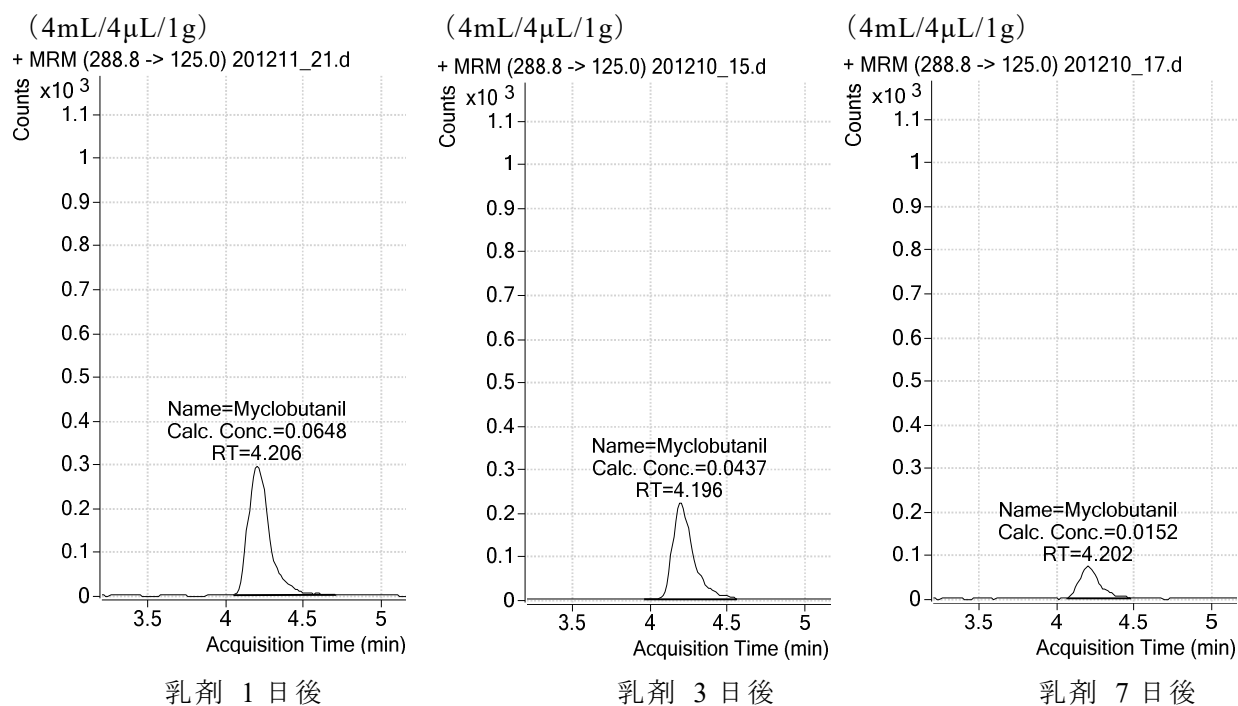 (4mL/4μL/1g)
+ MRM (288.8 -> 125.0) 201211_21.d
Counts
x10 3
1.1
1
0.9
0.8
0.7
0.6
0.5
0.4
0.3
0.2
0.1
0
Name=Myclobutanil
Calc. Conc.=0.0648
RT=4.206
3.5
4
4.5
5
Acquisition Time (min)
乳剤 1 日後
(4mL/4μL/1g)
+ MRM (288.8 -> 125.0) 201210_15.d
Counts
x10 3
1.1
1
0.9
0.8
0.7
0.6
0.5
0.4
0.3
0.2
0.1
0
Name=Myclobutanil
Calc. Conc.=0.0437
RT=4.196
3.5
4
4.5
5
Acquisition Time (min)
乳剤 3 日後
(4mL/4μL/1g)
+ MRM (288.8 -> 125.0) 201210_17.d
Counts
x10 3
1.1
1
0.9
0.8
0.7
0.6
0.5
0.4
0.3
0.2
0.1
0
Name=Myclobutanil
Calc. Conc.=0.0152
RT=4.202
3.5
4
4.5
5
Acquisition Time (min)
乳剤 7 日後